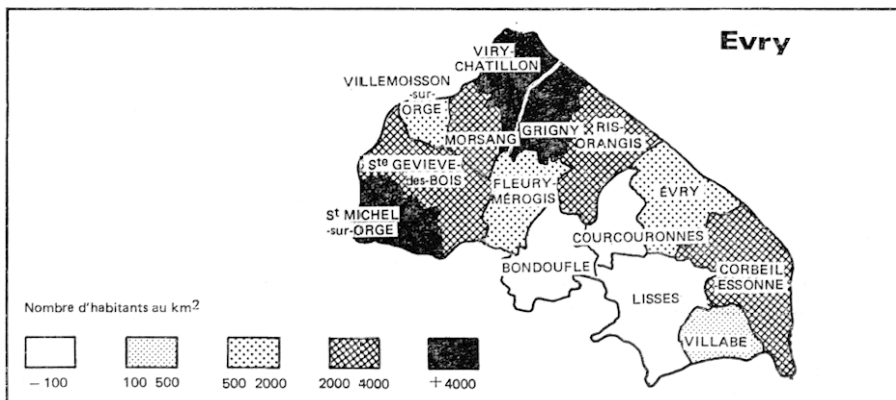 Evry
VIRY-
CHATILLON
VILLEMOISSON
-sur-
ORGE
MORSANG
GRIGNY
RIS-
ORANGIS
Ste GEVIEVE
-les-BOIS
FLEURY-
MÉROGIS
ÉVRY
St MICHEL
-sur-ORGE
COURCOURONNES
BONDOUFLE
CORBEIL
-ESSONNE
LISSES
VILLABE
Nombre d'habitants au km2
– 100
100 500
500 2000
2000 4000
+4000